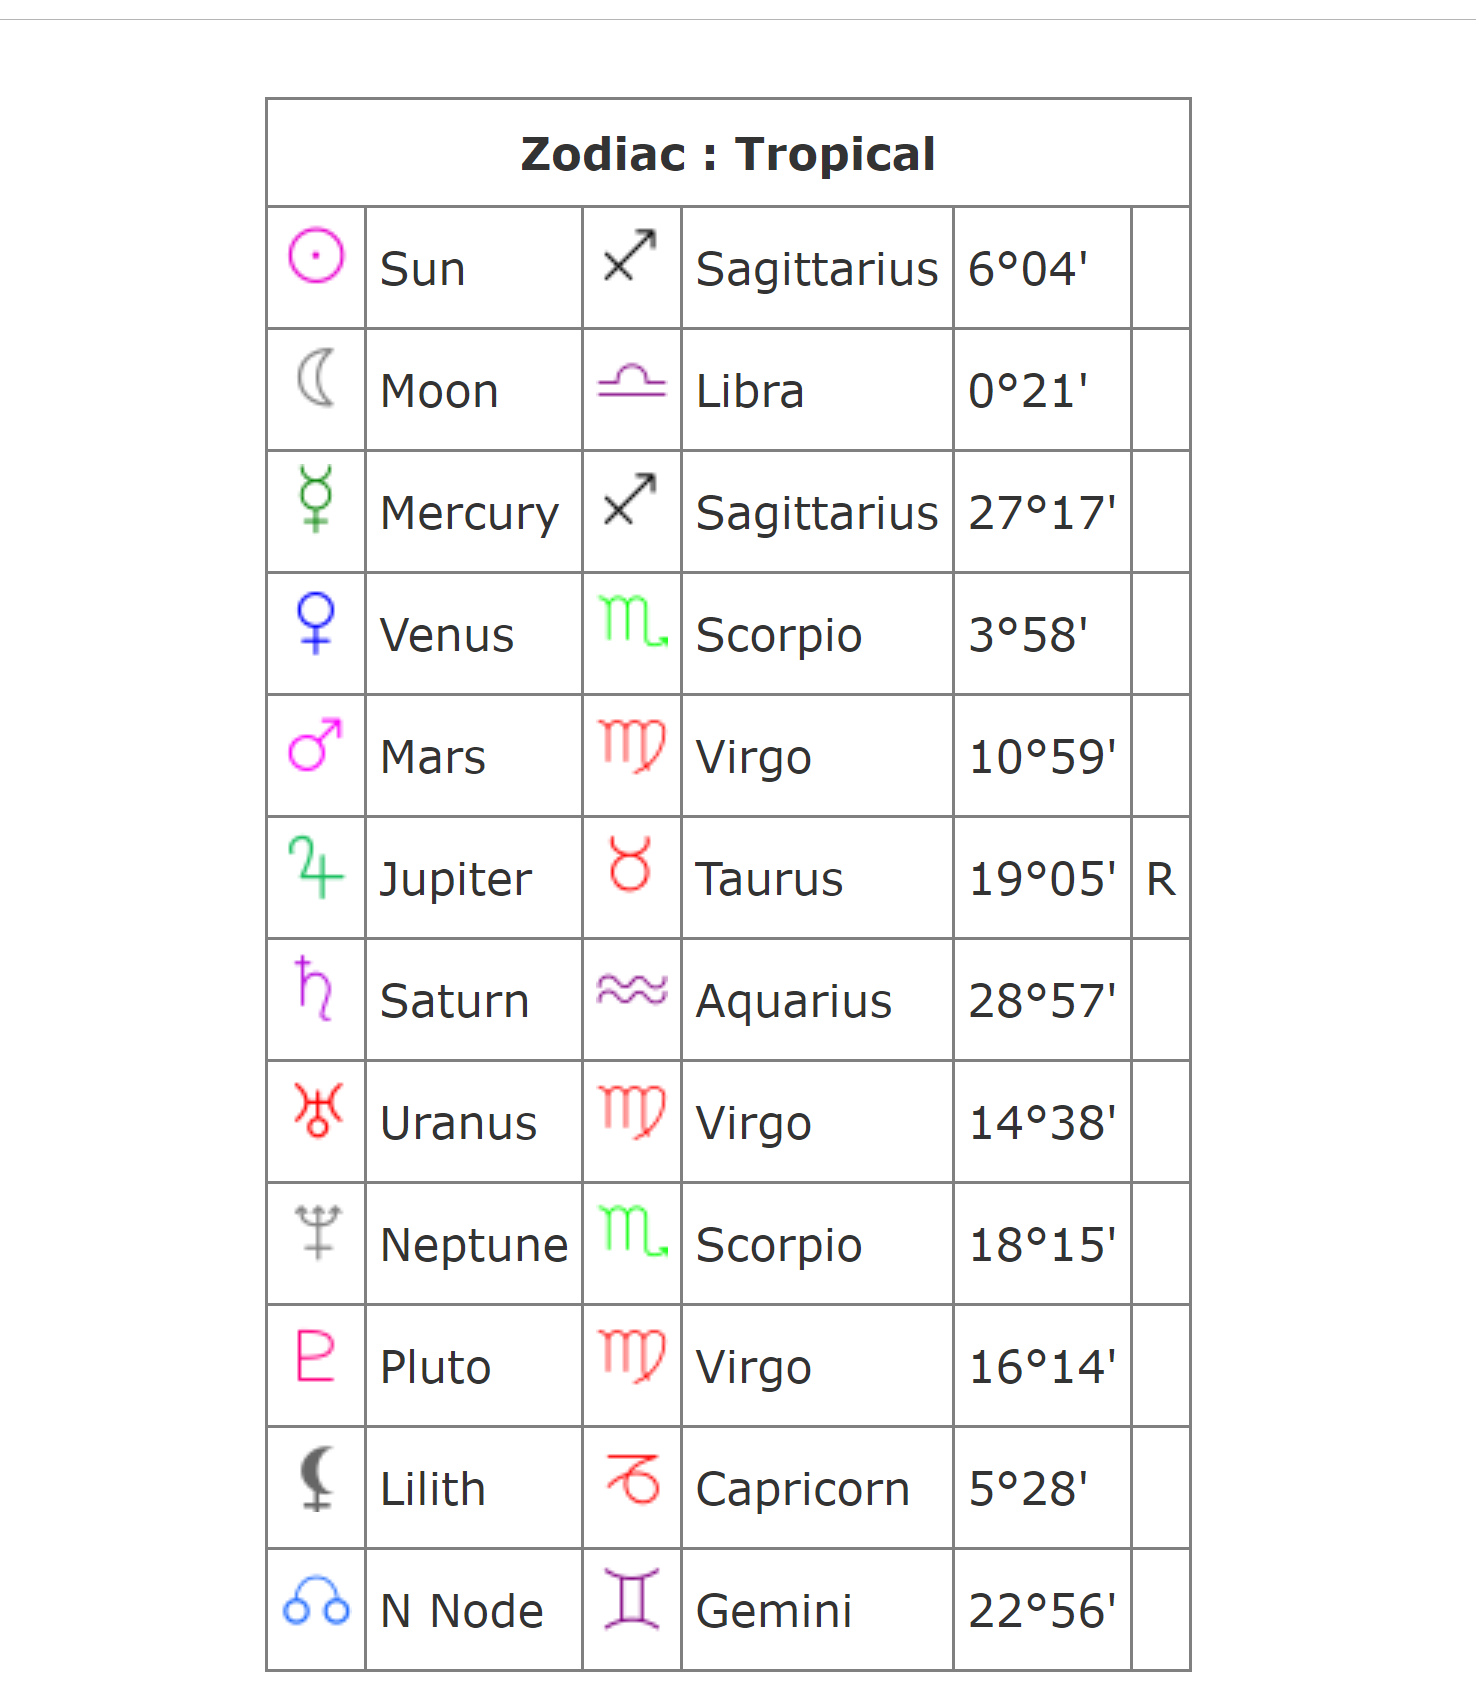 Zodiac : Tropical
Sun Sagittarius 6°04'
Moon Libra 0°21'
Mercury Sagittarius 27°17'
Venus Scorpio 3°58'
Mars Virgo 10°59'
Jupiter Taurus 19°05' R
Saturn Aquarius 28°57'
Uranus Virgo 14°38'
Neptune Scorpio 18°15'
Pluto Virgo 16°14'
Lilith Capricorn 5°28'
N Node Gemini 22°56'